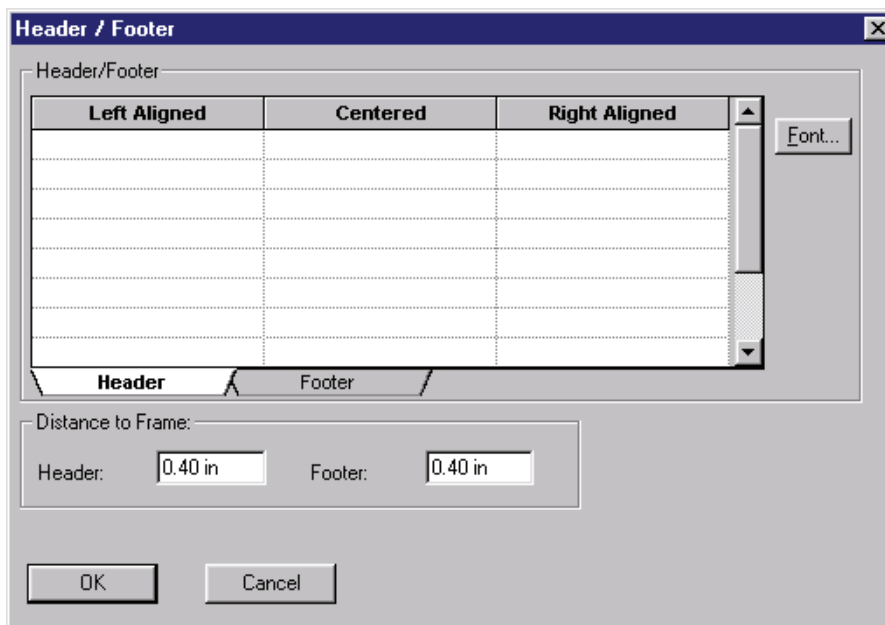 Header / Footer
Header/Footer
Left Aligned Centered Right Aligned
Font...
Header Footer
Distance to Frame:
Header: 0.40 in Footer: 0.40 in
OK Cancel